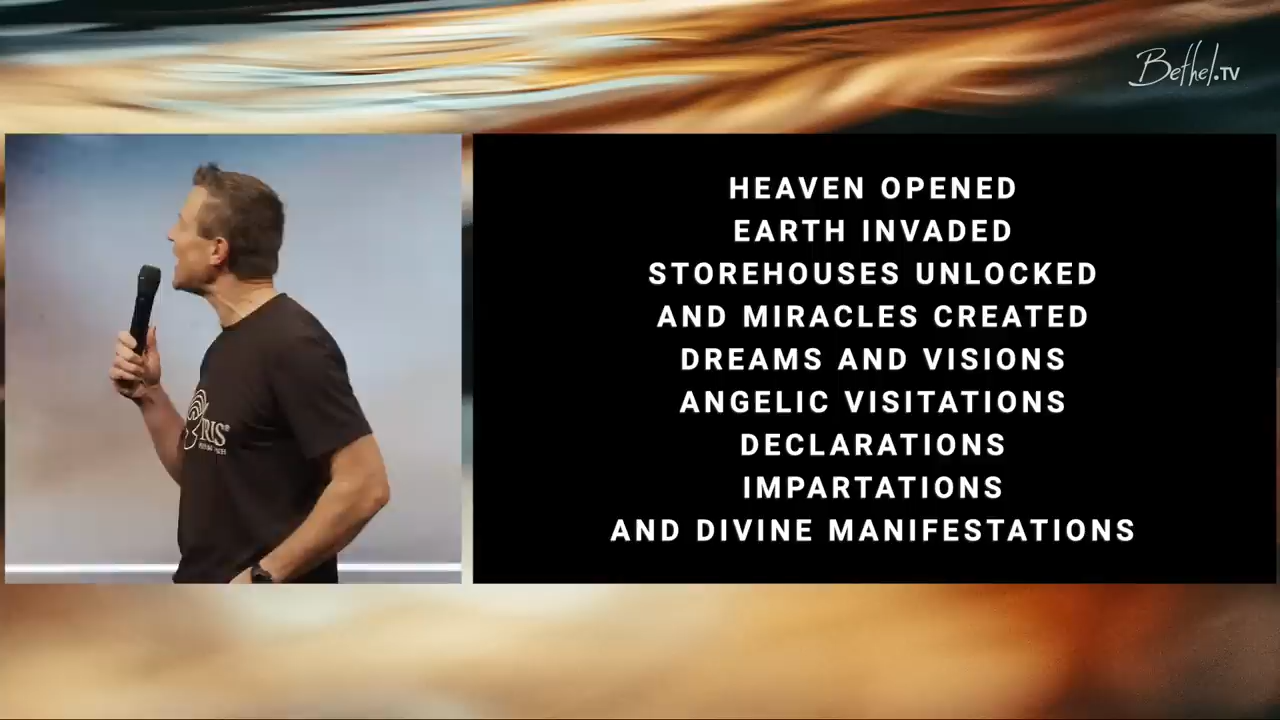 Bethel.TV
HEAVEN OPENED
EARTH INVADED
STOREHOUSES UNLOCKED
AND MIRACLES CREATED
DREAMS AND VISIONS
ANGELIC VISITATIONS
DECLARATIONS
IMPARTATIONS
AND DIVINE MANIFESTATIONS
IRIS